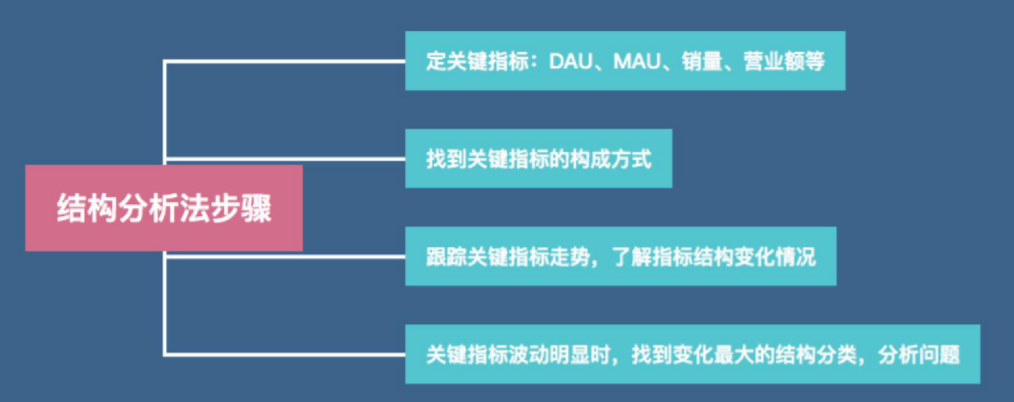 结构分析法步骤
定关键指标：DAU、MAU、销量、营业额等
找到关键指标的构成方式
跟踪关键指标走势，了解指标结构变化情况
关键指标波动明显时，找到变化最大的结构分类，分析问题